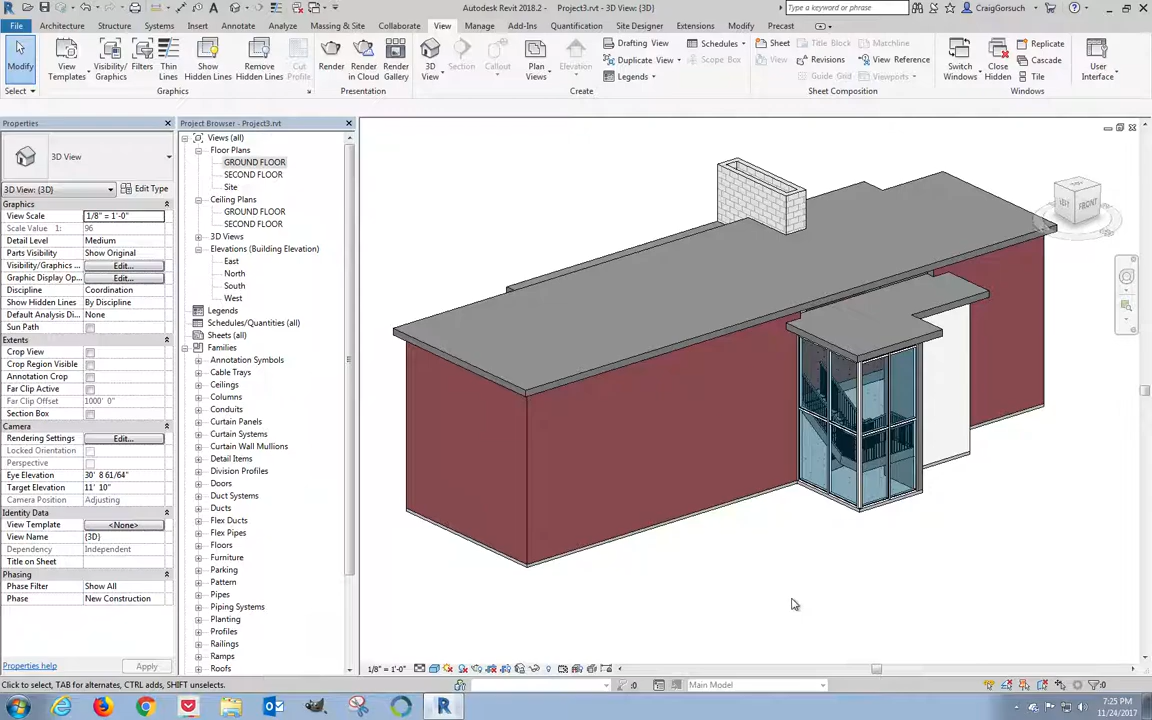 Autodesk Revit 2018.2 - Project3.rvt - 3D View: {3D}
Type a keyword or phrase
CraigGorsuch
File Architecture Structure Systems Insert Annotate Analyze Massing & Site Collaborate View Manage Add-Ins Quantification Site Designer Extensions Modify Precast
Modify
View Templates
Visibility/ Graphics
Filters
Thin Lines
Show Hidden Lines
Remove Hidden Lines
Cut Profile
Render
Render in Cloud
Render Gallery
3D View
Section
Callout
Plan Views
Elevation
Drafting View
Duplicate View
Legends
Schedules
Scope Box
Sheet
View
Title Block
Revisions
Guide Grid
Matchline
View Reference
Viewports
Switch Windows
Close Hidden
Replicate
Cascade
Tile
User Interface
Select Graphics Presentation Create Sheet Composition Windows
Properties
3D View
3D View: {3D} Edit Type
Graphics
View Scale 1/8" = 1'-0"
Scale Value 1: 96
Detail Level Medium
Parts Visibility Show Original
Visibility/Graphics ... Edit...
Graphic Display Op... Edit...
Discipline Coordination
Show Hidden Lines By Discipline
Default Analysis Di... None
Sun Path
Extents
Crop View
Crop Region Visible
Annotation Crop
Far Clip Active
Far Clip Offset 1000' 0"
Section Box
Camera
Rendering Settings Edit...
Locked Orientation
Perspective
Eye Elevation 30' 8 61/64"
Target Elevation 11' 10"
Camera Position Adjusting
Identity Data
View Template <None>
View Name {3D}
Dependency Independent
Title on Sheet
Phasing
Phase Filter Show All
Phase New Construction
Properties help Apply
Project Browser - Project3.rvt
Views (all)
Floor Plans
GROUND FLOOR
SECOND FLOOR
Site
Ceiling Plans
GROUND FLOOR
SECOND FLOOR
3D Views
Elevations (Building Elevation)
East
North
South
West
Legends
Schedules/Quantities (all)
Sheets (all)
Families
Annotation Symbols
Cable Trays
Ceilings
Columns
Conduits
Curtain Panels
Curtain Systems
Curtain Wall Mullions
Detail Items
Division Profiles
Doors
Duct Systems
Ducts
Flex Ducts
Flex Pipes
Floors
Furniture
Parking
Pattern
Pipes
Piping Systems
Planting
Profiles
Railings
Ramps
Roofs
FRONT
1/8" = 1'-0"
Click to select, TAB for alternates, CTRL adds, SHIFT unselects.
:0
Main Model
:0
7:25 PM
11/24/2017